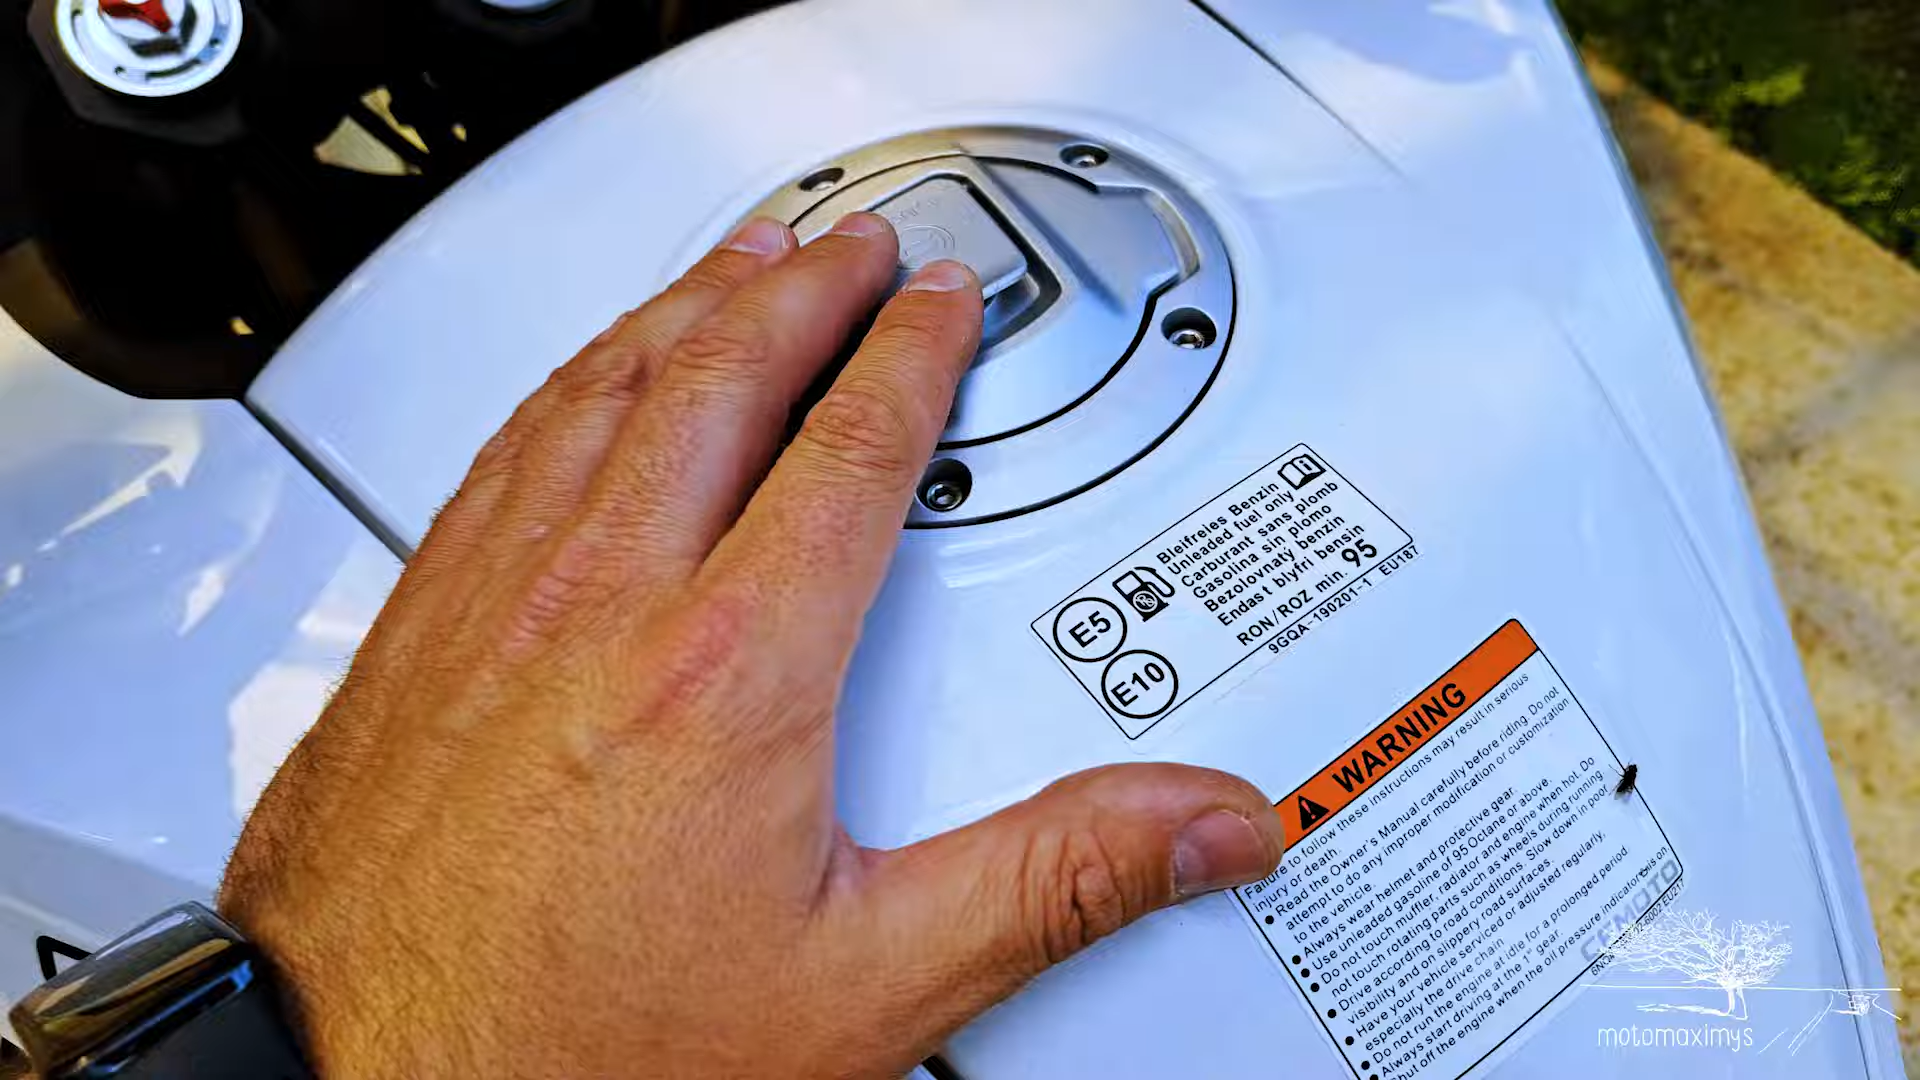 Bleifreies Benzin
Unleaded fuel only
Carburant sans plomb
Gasolina sin plomo
Bezolovnatý benzin
Endast blyfri bensin
RON/ROZ min. 95
E5
E10
9GQA-190201-1 EU187
WARNING
Failure to follow these instructions may result in serious
injury or death.
● Read the Owner's Manual carefully before riding. Do not
attempt to do any improper modification or customization
to the vehicle.
● Always wear helmet and protective gear.
● Use unleaded gasoline of 95 Octane or above.
● Do not touch muffler, radiator and engine when hot. Do
not touch rotating parts such as wheels during running
● Drive according to road conditions. Slow down in poor
visibility and on slippery road surfaces.
● Have your vehicle serviced or adjusted regularly,
especially the drive chain
● Do not run the engine at idle for a prolonged period.
● Always start driving at the 1st gear.
● Shut off the engine when the oil pressure indicator is on
CFMOTO
motomaximys